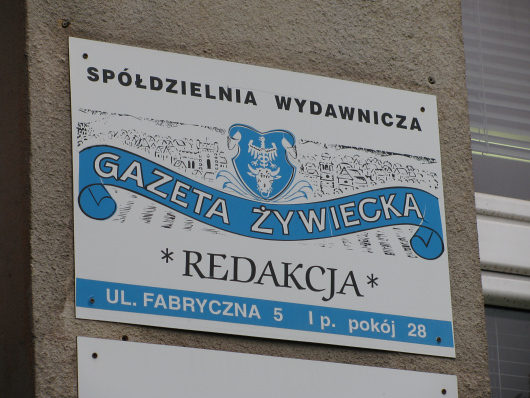 SPÓŁDZIELNIA WYDAWNICZA
GAZETA ŻYWIECKA
* REDAKCJA *
UL. FABRYCZNA 5 I p. pokój 28